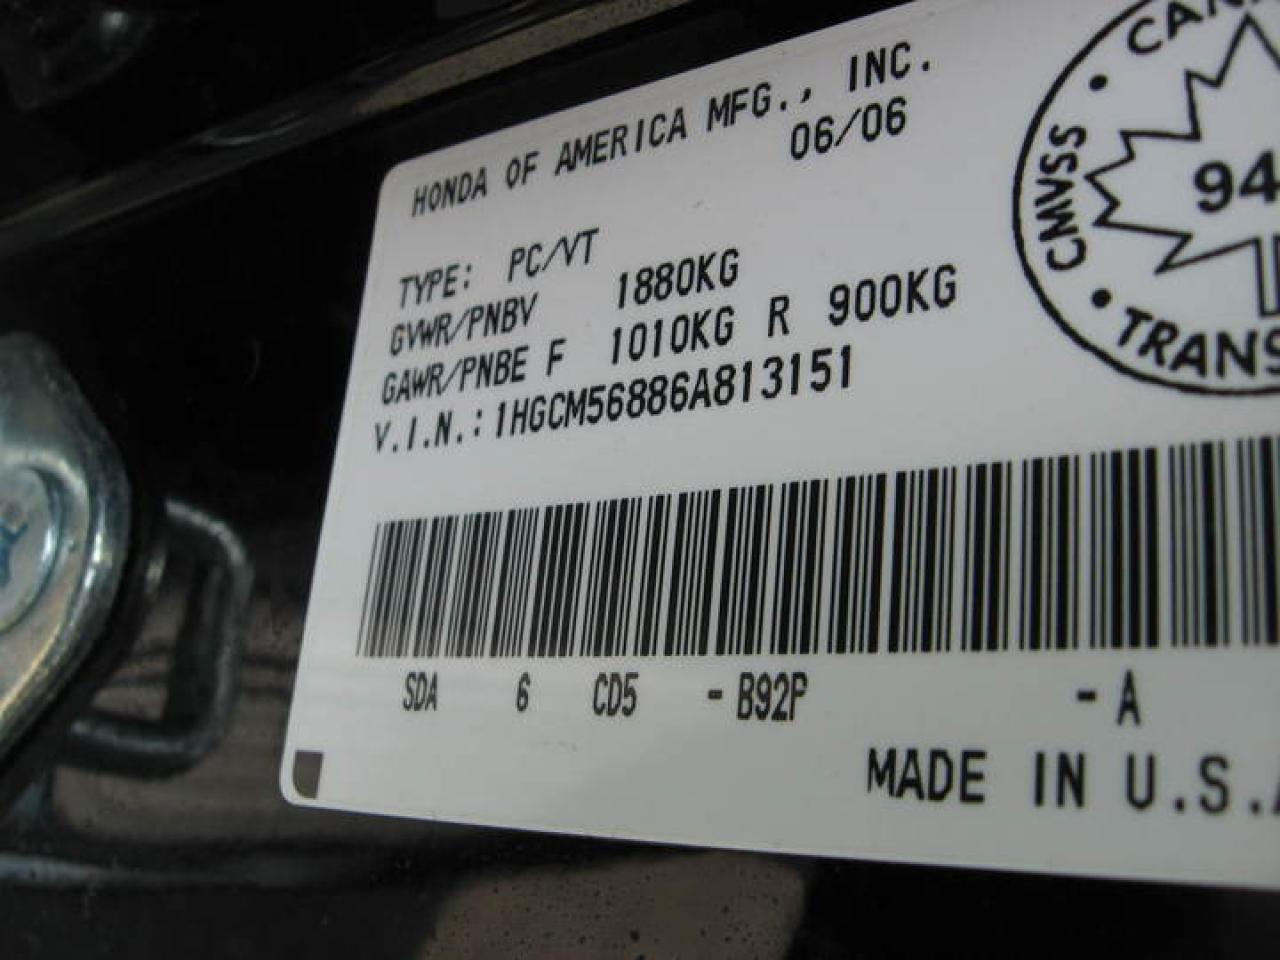 HONDA OF AMERICA MFG., INC.
06/06
TYPE: PC/VT
GVWR/PNBV 1880KG
GAWR/PNBE F 1010KG R 900KG
V.I.N.: 1HGCM56886A813151
SDA 6 CD5 - B92P - A
MADE IN U.S.
CMVSS
94
TRANS